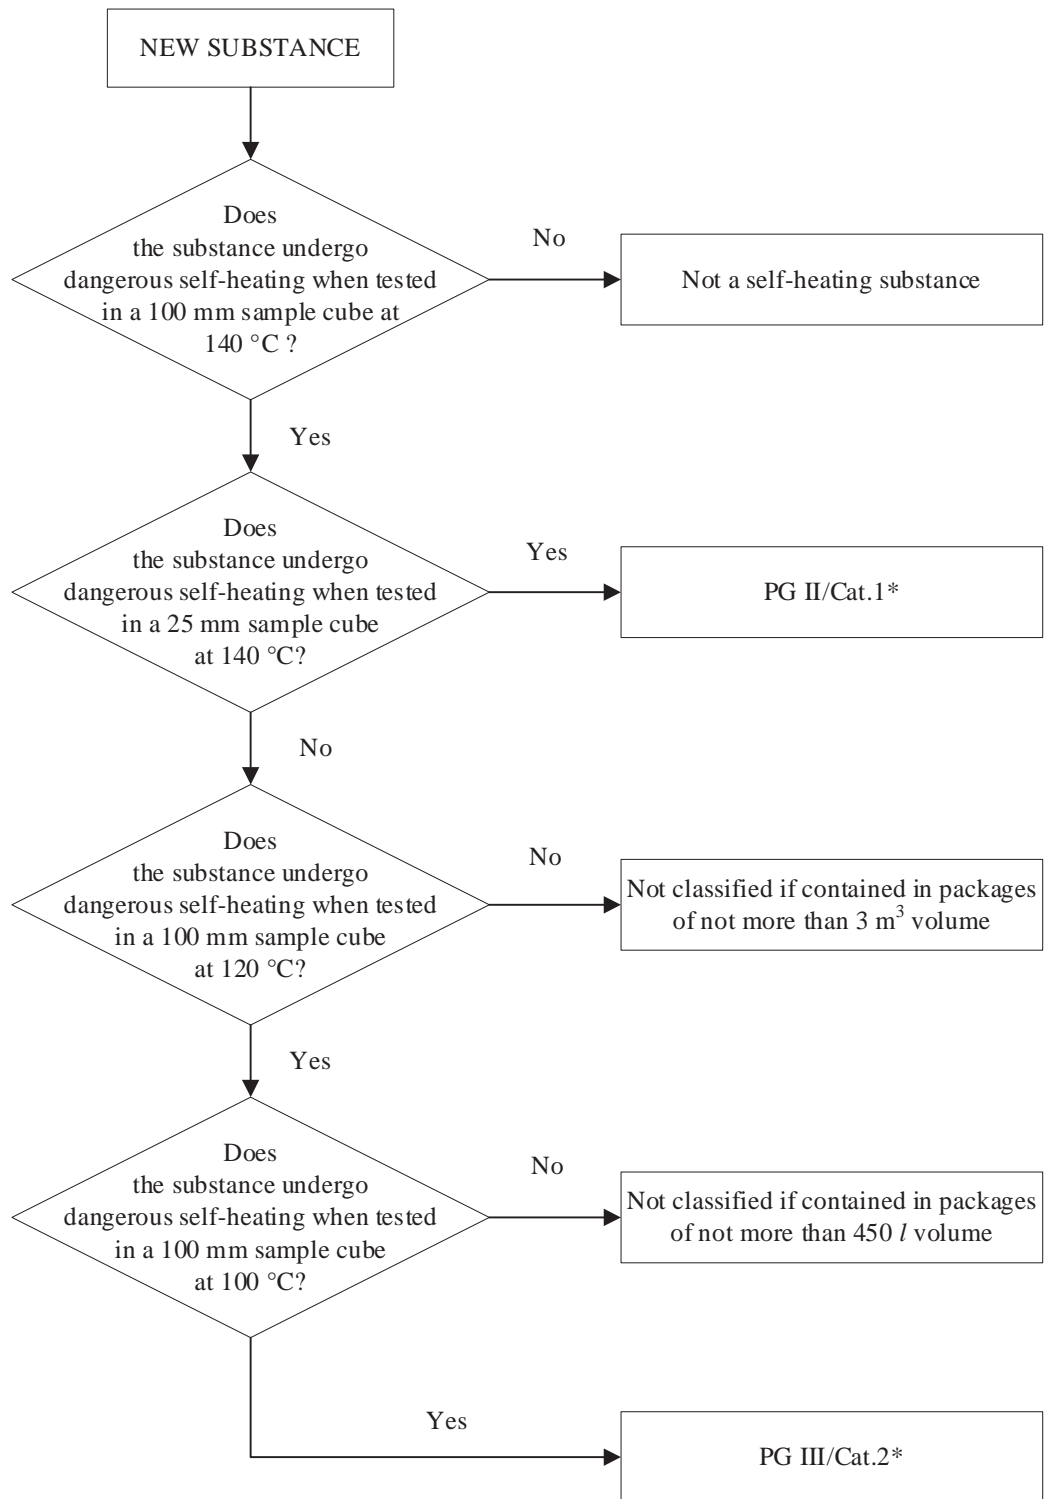 NEW SUBSTANCE
Does
the substance undergo
dangerous self-heating when tested
in a 100 mm sample cube at
140 °C ?
No
Not a self-heating substance
Yes
Does
the substance undergo
dangerous self-heating when tested
in a 25 mm sample cube
at 140 °C?
Yes
PG II/Cat.1*
No
Does
the substance undergo
dangerous self-heating when tested
in a 100 mm sample cube
at 120 °C?
No
Not classified if contained in packages
of not more than 3 m³ volume
Yes
Does
the substance undergo
dangerous self-heating when tested
in a 100 mm sample cube
at 100 °C?
No
Not classified if contained in packages
of not more than 450 l volume
Yes
PG III/Cat.2*